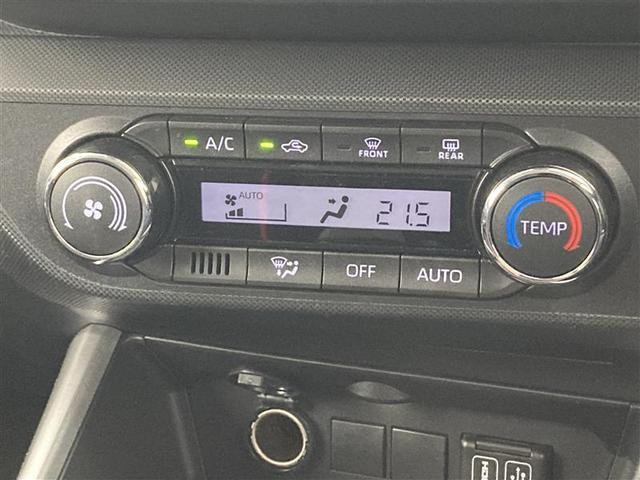 A/C
FRONT
REAR
AUTO
21.5
TEMP
OFF
AUTO